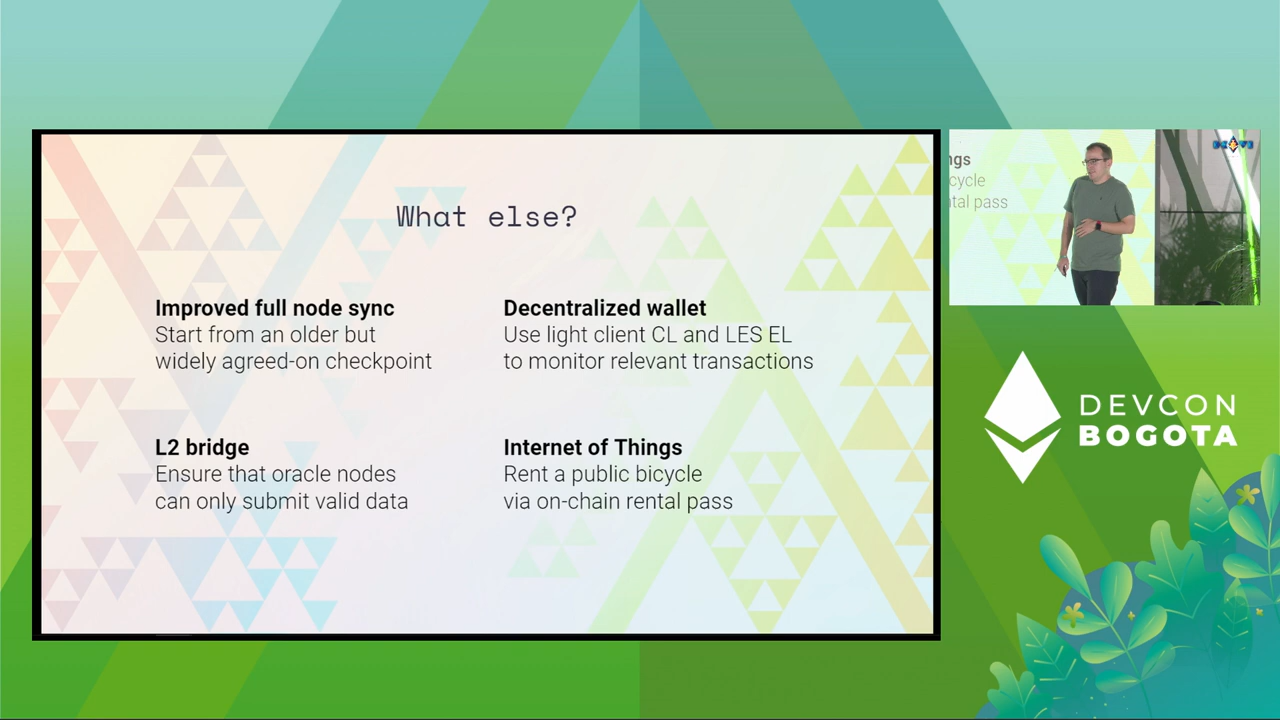 What else?
Improved full node sync
Start from an older but
widely agreed-on checkpoint
Decentralized wallet
Use light client CL and LES EL
to monitor relevant transactions
L2 bridge
Ensure that oracle nodes
can only submit valid data
Internet of Things
Rent a public bicycle
via on-chain rental pass
ngs
cycle
ntal pass
DEVCON
BOGOTA